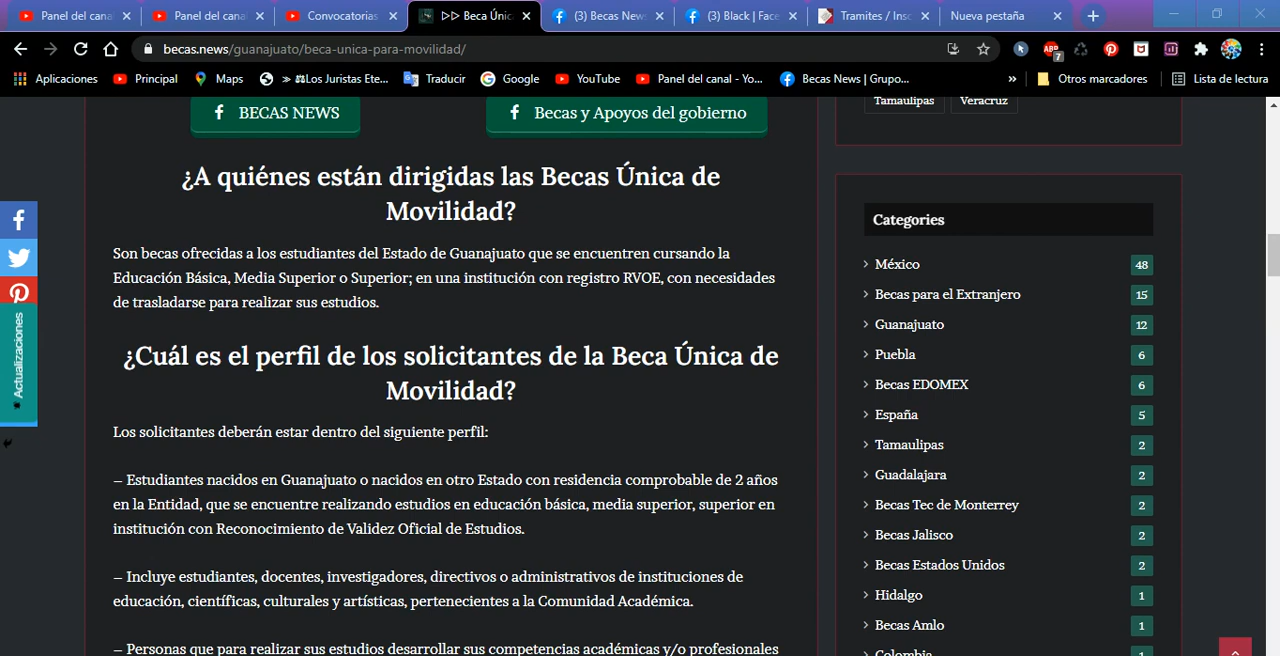 Panel del cana
Panel del cana
Convocatorias
▷▷ Beca Únic
(3) Becas News
(3) Black | Face
Tramites / Insc
Nueva pestaña
becas.news/guanajuato/beca-unica-para-movilidad/
7
Aplicaciones
Principal
Maps
» ⚖Los Juristas Ete...
Traducir
Google
YouTube
Panel del canal - Yo...
Becas News | Grupo...
»
Otros marcadores
Lista de lectura
BECAS NEWS
Becas y Apoyos del gobierno
¿A quiénes están dirigidas las Becas Única de
Movilidad?
Son becas ofrecidas a los estudiantes del Estado de Guanajuato que se encuentren cursando la
Educación Básica, Media Superior o Superior; en una institución con registro RVOE, con necesidades
de trasladarse para realizar sus estudios.
¿Cuál es el perfil de los solicitantes de la Beca Única de
Movilidad?
Los solicitantes deberán estar dentro del siguiente perfil:
– Estudiantes nacidos en Guanajuato o nacidos en otro Estado con residencia comprobable de 2 años
en la Entidad, que se encuentre realizando estudios en educación básica, media superior, superior en
institución con Reconocimiento de Validez Oficial de Estudios.
– Incluye estudiantes, docentes, investigadores, directivos o administrativos de instituciones de
educación, científicas, culturales y artísticas, pertenecientes a la Comunidad Académica.
– Personas que para realizar sus estudios desarrollar sus competencias académicas y/o profesionales
Actualizaciones
Tamaulipas
Veracruz
Categories
México 48
Becas para el Extranjero 15
Guanajuato 12
Puebla 6
Becas EDOMEX 6
España 5
Tamaulipas 2
Guadalajara 2
Becas Tec de Monterrey 2
Becas Jalisco 2
Becas Estados Unidos 2
Hidalgo 1
Becas Amlo 1
Colombia 1